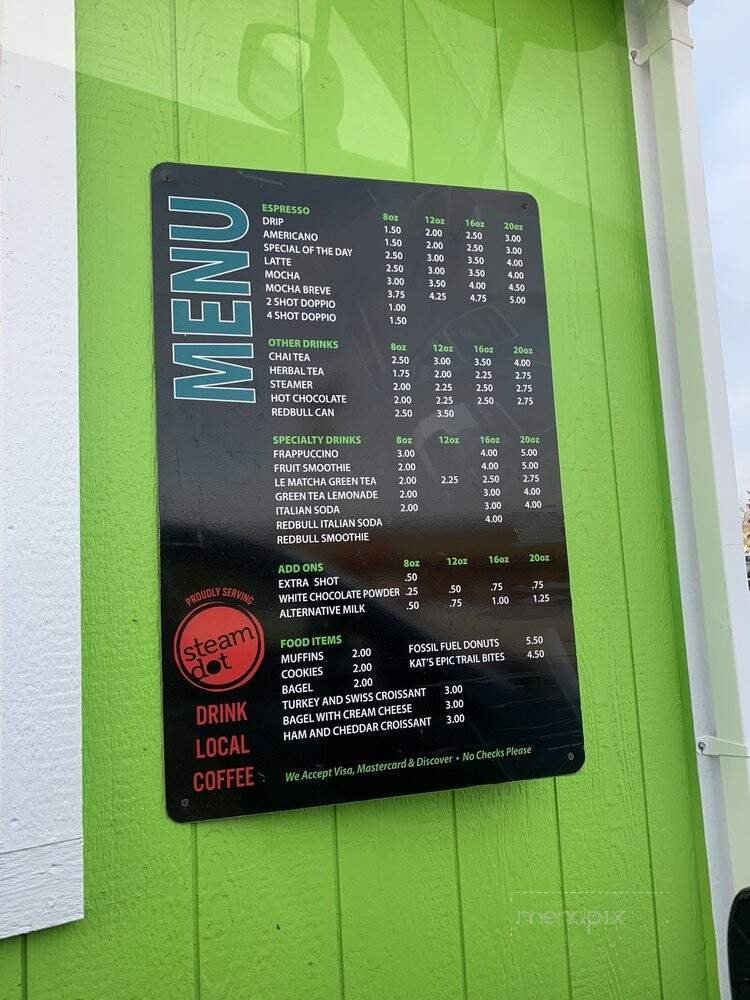 MENU
ESPRESSO 8oz 12oz 16oz 20oz
DRIP 1.50 2.00 2.50 3.00
AMERICANO 1.50 2.00 2.50 3.00
SPECIAL OF THE DAY 2.50 3.00 3.50 4.00
LATTE 2.50 3.00 3.50 4.00
MOCHA 3.00 3.50 4.00 4.50
MOCHA BREVE 3.75 4.25 4.75 5.00
2 SHOT DOPPIO 1.00
4 SHOT DOPPIO 1.50
OTHER DRINKS 8oz 12oz 16oz 20oz
CHAI TEA 2.50 3.00 3.50 4.00
HERBAL TEA 1.75 2.00 2.25 2.75
STEAMER 2.00 2.25 2.50 2.75
HOT CHOCOLATE 2.00 2.25 2.50 2.75
REDBULL CAN 2.50 3.50
SPECIALTY DRINKS 8oz 12oz 16oz 20oz
FRAPPUCCINO 3.00 4.00 5.00
FRUIT SMOOTHIE 2.00 4.00 5.00
LE MATCHA GREEN TEA 2.00 2.25 2.50 2.75
GREEN TEA LEMONADE 2.00 3.00 4.00
ITALIAN SODA 2.00 3.00 4.00
REDBULL ITALIAN SODA 4.00
REDBULL SMOOTHIE
ADD ONS 8oz 12oz 16oz 20oz
EXTRA SHOT .50
WHITE CHOCOLATE POWDER .25 .50 .75 .75
ALTERNATIVE MILK .50 .75 1.00 1.25
FOOD ITEMS
MUFFINS 2.00 FOSSIL FUEL DONUTS 5.50
COOKIES 2.00 KAT'S EPIC TRAIL BITES 4.50
BAGEL 2.00
TURKEY AND SWISS CROISSANT 3.00
BAGEL WITH CREAM CHEESE 3.00
HAM AND CHEDDAR CROISSANT 3.00
We Accept Visa, Mastercard & Discover • No Checks Please
PROUDLY SERVING
steam
dot
DRINK
LOCAL
COFFEE
menupix